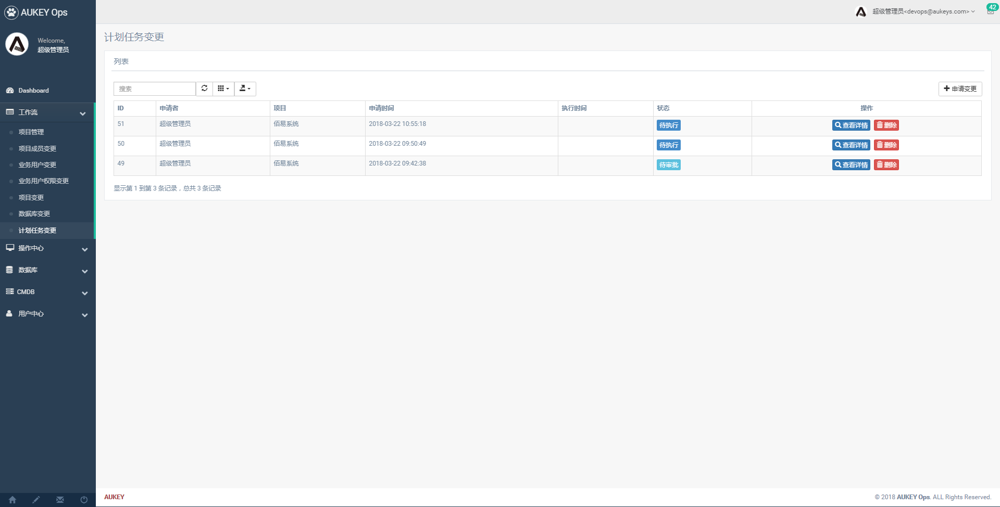 AUKEY Ops
Welcome,
超级管理员
Dashboard
工作流
项目管理
项目成员变更
业务用户变更
业务用户权限变更
项目变更
数据库变更
计划任务变更
操作中心
数据库
CMDB
用户中心
超级管理员<devops@aukeys.com>
42
计划任务变更
列表
搜索
申请变更
ID 申请者 项目 申请时间 执行时间 状态 操作
51 超级管理员 佰易系统 2018-03-22 10:55:18 待执行 查看详情 删除
50 超级管理员 佰易系统 2018-03-22 09:50:49 待执行 查看详情 删除
49 超级管理员 佰易系统 2018-03-22 09:42:38 待审批 查看详情 删除
显示第 1 到第 3 条记录，总共 3 条记录
AUKEY
© 2018 AUKEY Ops. ALL Rights Reserved.